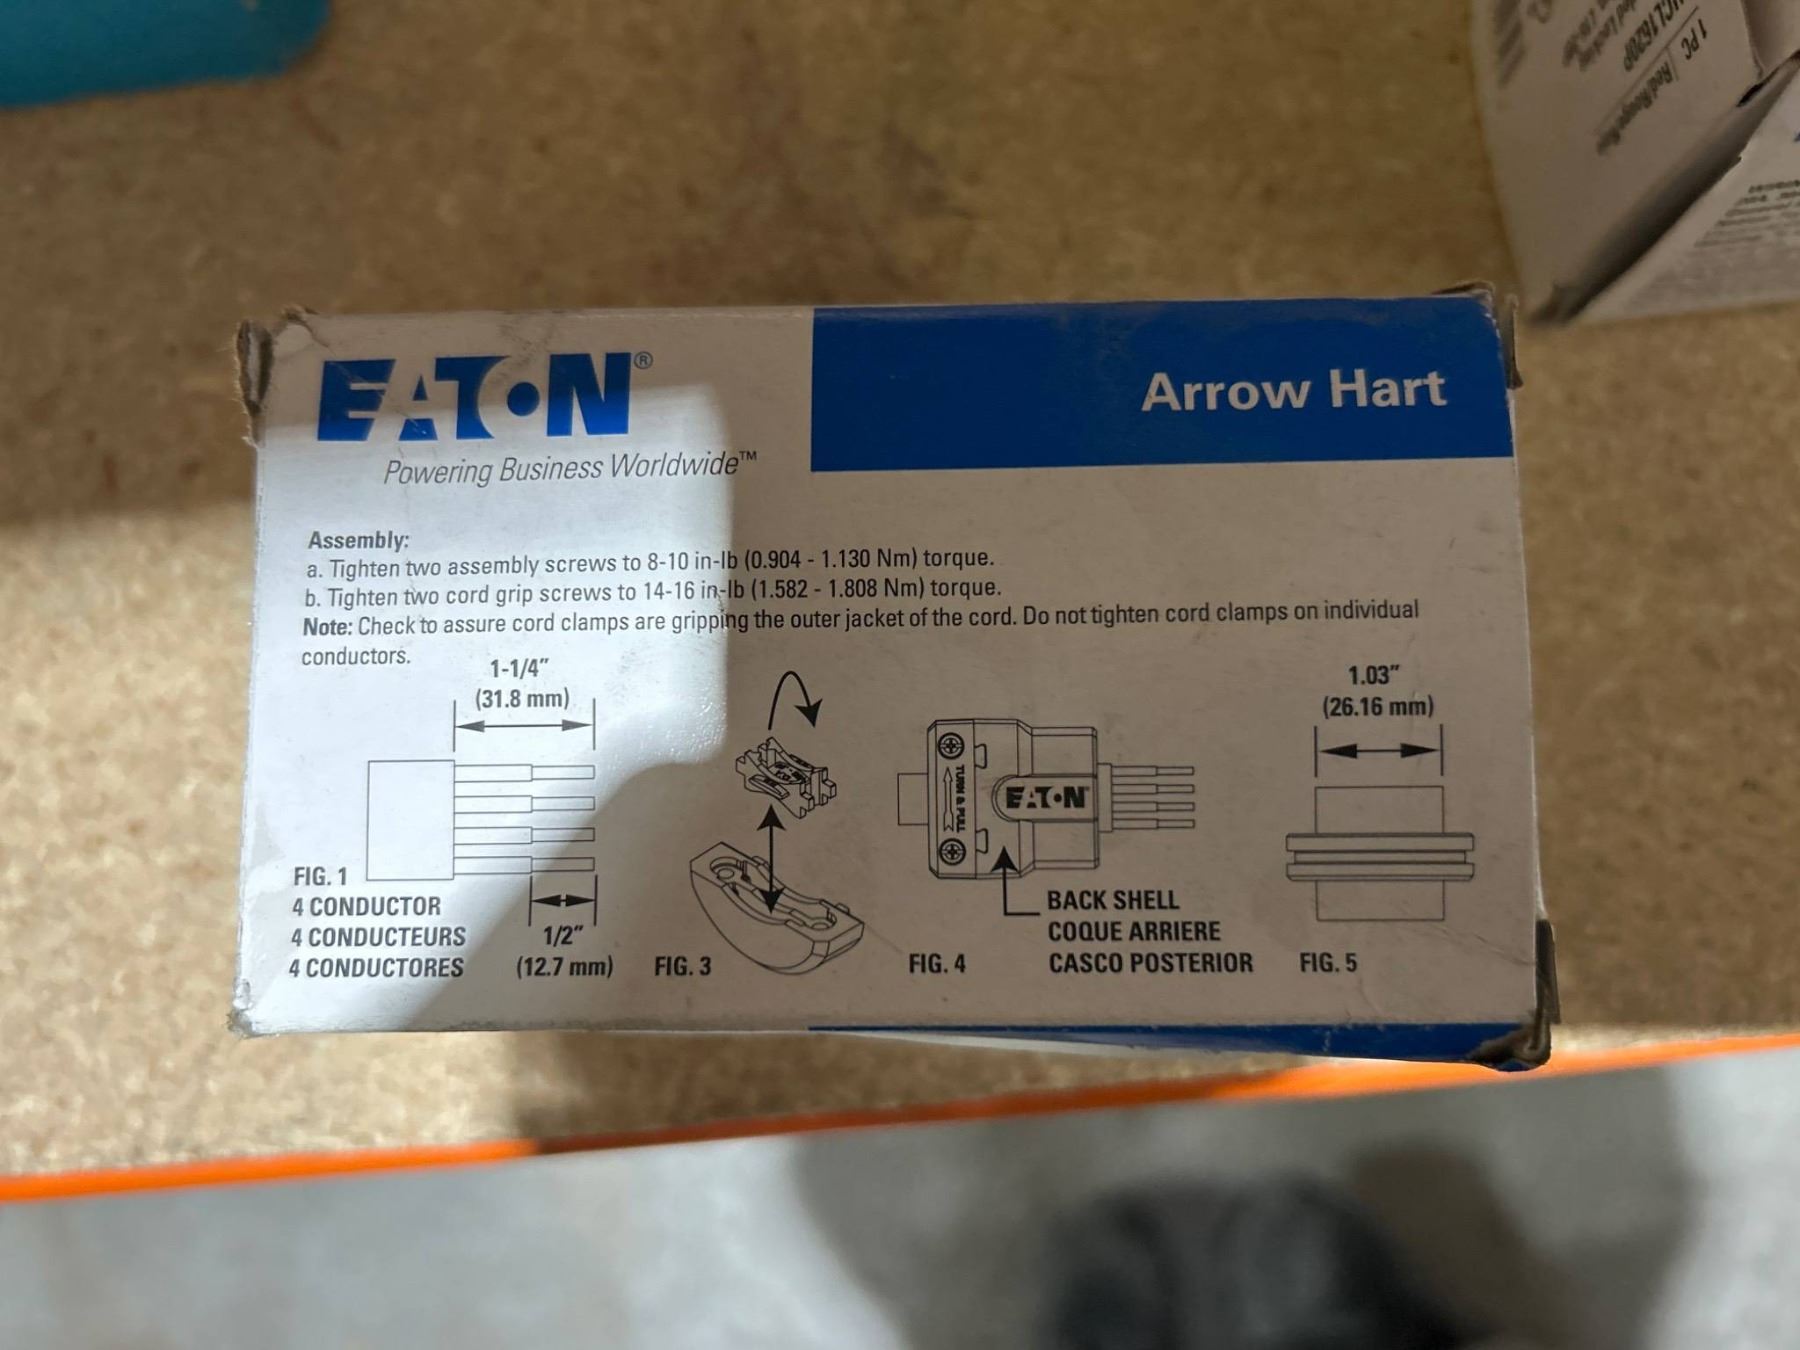 EATON®
Powering Business Worldwide™
Arrow Hart
Assembly:
a. Tighten two assembly screws to 8-10 in-lb (0.904 - 1.130 Nm) torque.
b. Tighten two cord grip screws to 14-16 in-lb (1.582 - 1.808 Nm) torque.
Note: Check to assure cord clamps are gripping the outer jacket of the cord. Do not tighten cord clamps on individual
conductors.
1-1/4"
(31.8 mm)
FIG. 1
4 CONDUCTOR
4 CONDUCTEURS
4 CONDUCTORES
1/2"
(12.7 mm)
FIG. 3
TURN & PULL
EATON
BACK SHELL
COQUE ARRIERE
CASCO POSTERIOR
FIG. 4
1.03"
(26.16 mm)
FIG. 5
1 PC